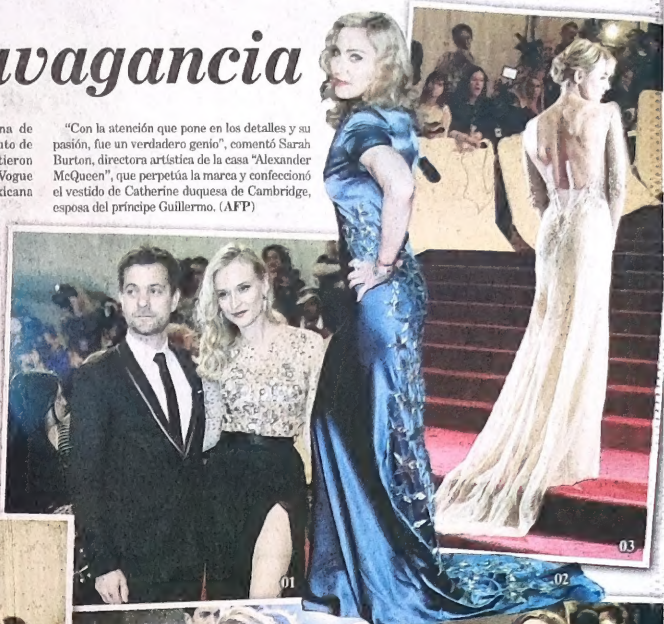 avagancia
na de
uto de
tieron
Vogue
xicana
“Con la atención que pone en los detalles y su
pasión, fue un verdadero genio”, comentó Sarah
Burton, directora artística de la casa “Alexander
McQueen”, que perpetúa la marca y confeccionó
el vestido de Catherine duquesa de Cambridge,
esposa del príncipe Guillermo. (AFP)
01
02
03